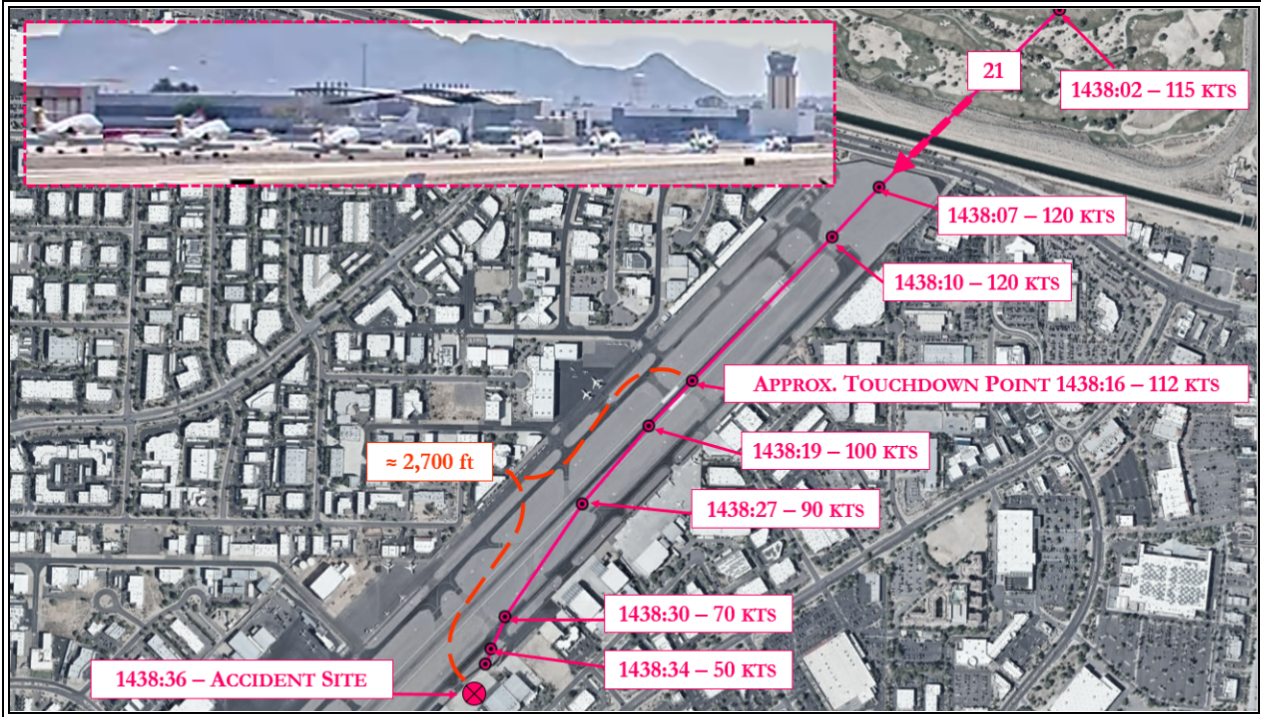 21
1438:02 – 115 KTS
1438:07 – 120 KTS
1438:10 – 120 KTS
APPROX. TOUCHDOWN POINT 1438:16 – 112 KTS
1438:19 – 100 KTS
≈ 2,700 ft
1438:27 – 90 KTS
1438:30 – 70 KTS
1438:34 – 50 KTS
1438:36 – ACCIDENT SITE